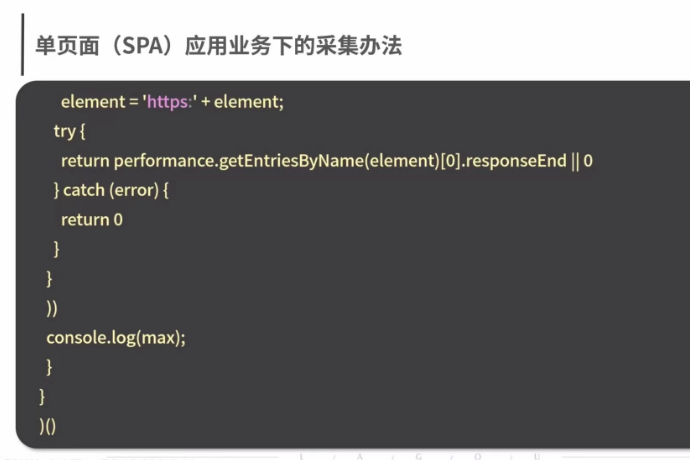 单页面（SPA）应用业务下的采集办法
element = 'https:' + element;
try {
return performance.getEntriesByName(element)[0].responseEnd || 0
} catch (error) {
return 0
}
}
))
console.log(max);
}
}
)()